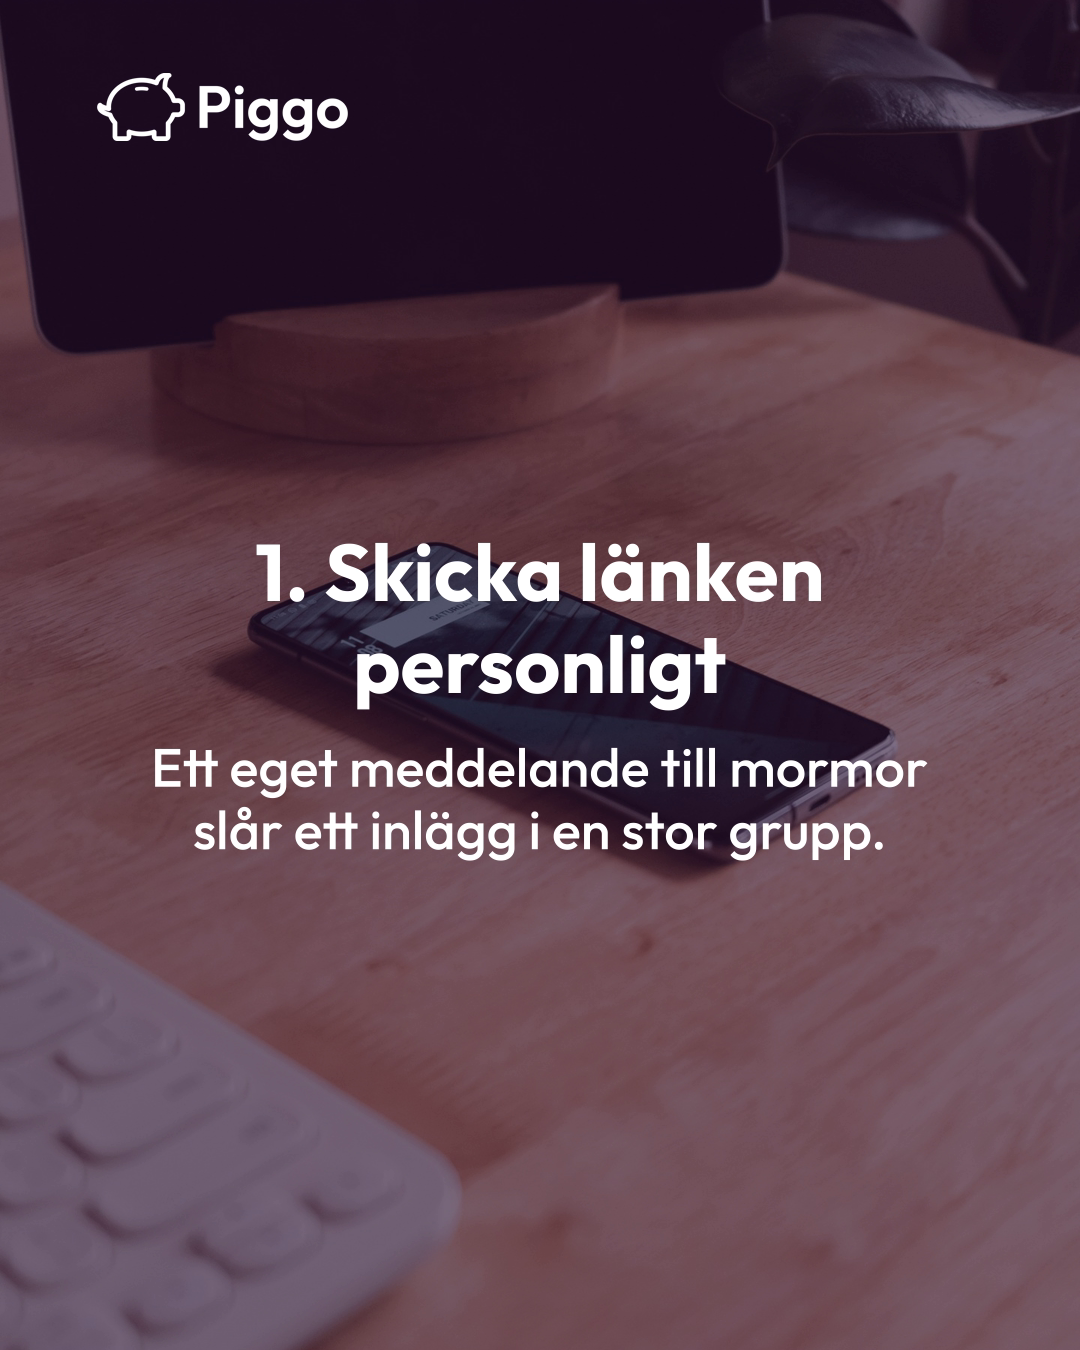 Piggo
1. Skicka länken
personligt
Ett eget meddelande till mormor
slår ett inlägg i en stor grupp.